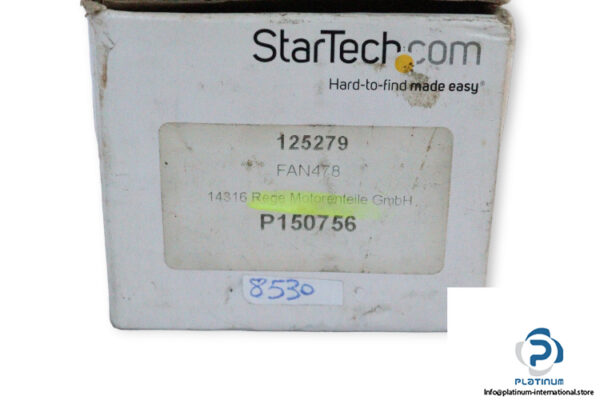 StarTech.com
Hard-to-find made easy®
125279
FAN478
14316 Rege Motorenteile GmbH
P150756
8530
PLATINUM
Info@platinum-international.store